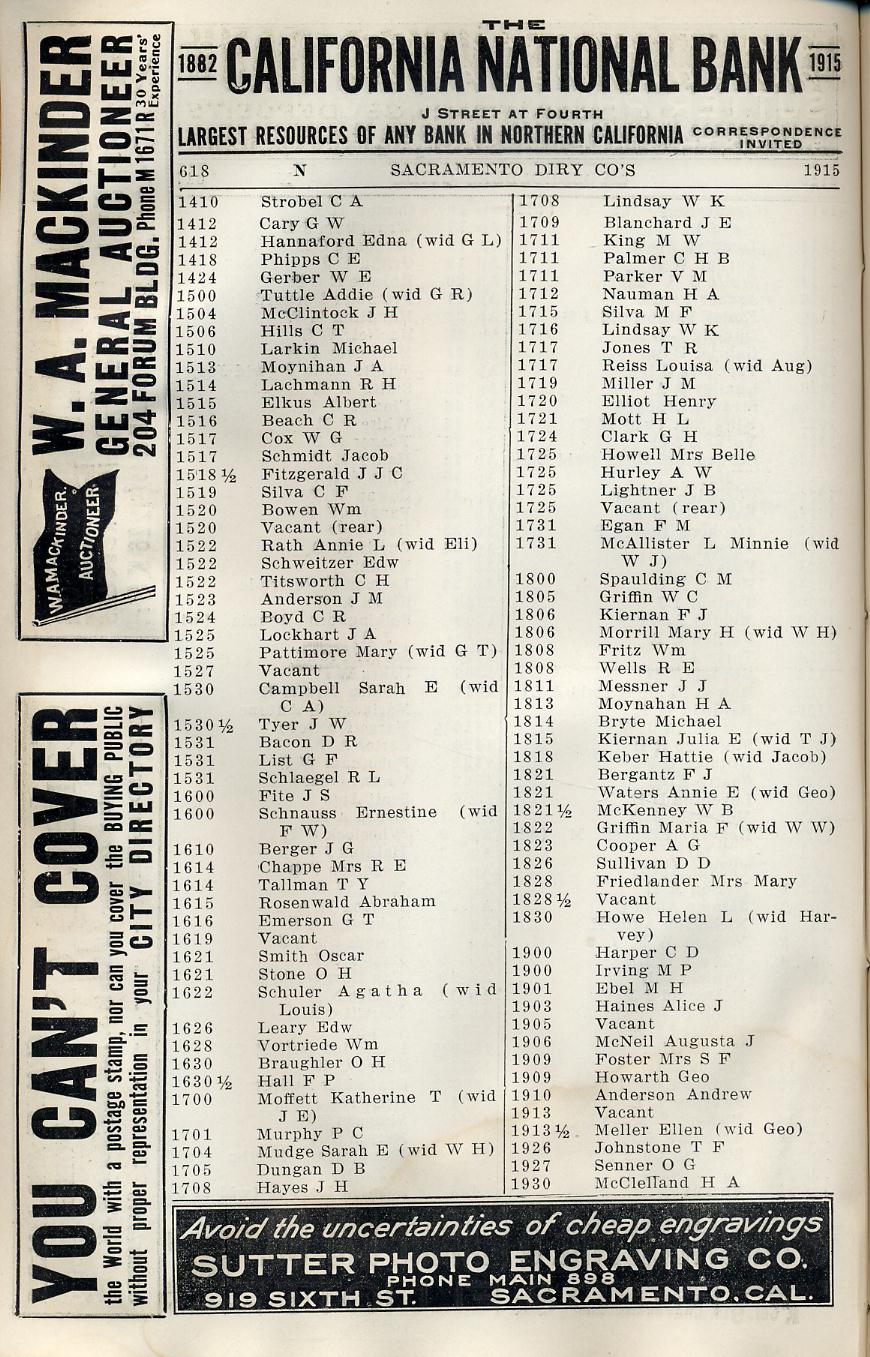 THE
1882 CALIFORNIA NATIONAL BANK 1915
J STREET AT FOURTH
LARGEST RESOURCES OF ANY BANK IN NORTHERN CALIFORNIA CORRESPONDENCE INVITED
618 N SACRAMENTO DIRY CO'S 1915
1410 Strobel C A
1412 Cary G W
1412 Hannaford Edna (wid G L)
1418 Phipps C E
1424 Gerber W E
1500 Tuttle Addie (wid G R)
1504 McClintock J H
1506 Hills C T
1510 Larkin Michael
1513 Moynihan J A
1514 Lachmann R H
1515 Elkus Albert
1516 Beach C R
1517 Cox W G
1517 Schmidt Jacob
1518½ Fitzgerald J J C
1519 Silva C F
1520 Bowen Wm
1520 Vacant (rear)
1522 Rath Annie L (wid Eli)
1522 Schweitzer Edw
1522 Titsworth C H
1523 Anderson J M
1524 Boyd C R
1525 Lockhart J A
1525 Pattimore Mary (wid G T)
1527 Vacant
1530 Campbell Sarah E (wid
C A)
1530½ Tyer J W
1531 Bacon D R
1531 List G F
1531 Schlaegel R L
1600 Fite J S
1600 Schnauss Ernestine (wid
F W)
1610 Berger J G
1614 Chappe Mrs R E
1614 Tallman T Y
1615 Rosenwald Abraham
1616 Emerson G T
1619 Vacant
1621 Smith Oscar
1621 Stone O H
1622 Schuler Agatha (wid
Louis)
1626 Leary Edw
1628 Vortriede Wm
1630 Braughler O H
1630½ Hall F P
1700 Moffett Katherine T (wid
J E)
1701 Murphy P C
1704 Mudge Sarah E (wid W H)
1705 Dungan D B
1708 Hayes J H
1708 Lindsay W K
1709 Blanchard J E
1711 King M W
1711 Palmer C H B
1711 Parker V M
1712 Nauman H A
1715 Silva M F
1716 Lindsay W K
1717 Jones T R
1717 Reiss Louisa (wid Aug)
1719 Miller J M
1720 Elliot Henry
1721 Mott H L
1724 Clark G H
1725 Howell Mrs Belle
1725 Hurley A W
1725 Lightner J B
1725 Vacant (rear)
1731 Egan F M
1731 McAllister L Minnie (wid
W J)
1800 Spaulding C M
1805 Griffin W C
1806 Kiernan F J
1806 Morrill Mary H (wid W H)
1808 Fritz Wm
1808 Wells R E
1811 Messner J J
1813 Moynahan H A
1814 Bryte Michael
1815 Kiernan Julia E (wid T J)
1818 Keber Hattie (wid Jacob)
1821 Bergantz F J
1821 Waters Annie E (wid Geo)
1821½ McKenney W B
1822 Griffin Maria F (wid W W)
1823 Cooper A G
1826 Sullivan D D
1828 Friedlander Mrs Mary
1828½ Vacant
1830 Howe Helen L (wid Har-
vey)
1900 Harper C D
1900 Irving M P
1901 Ebel M H
1903 Haines Alice J
1905 Vacant
1906 McNeil Augusta J
1909 Foster Mrs S F
1909 Howarth Geo
1910 Anderson Andrew
1913 Vacant
1913½ Meller Ellen (wid Geo)
1926 Johnstone T F
1927 Senner O G
1930 McClelland H A
W. A. MACKINDER
GENERAL AUCTIONEER 30 Years' Experience
204 FORUM BLDG. Phone M 1671 R
W.A. MACKINDER.
AUCTIONEER
YOU CAN'T COVER
the World with a postage stamp, nor can you cover the BUYING PUBLIC
without proper representation in your CITY DIRECTORY
Avoid the uncertainties of cheap engravings
SUTTER PHOTO ENGRAVING CO.
PHONE MAIN 898
919 SIXTH ST. SACRAMENTO. CAL.